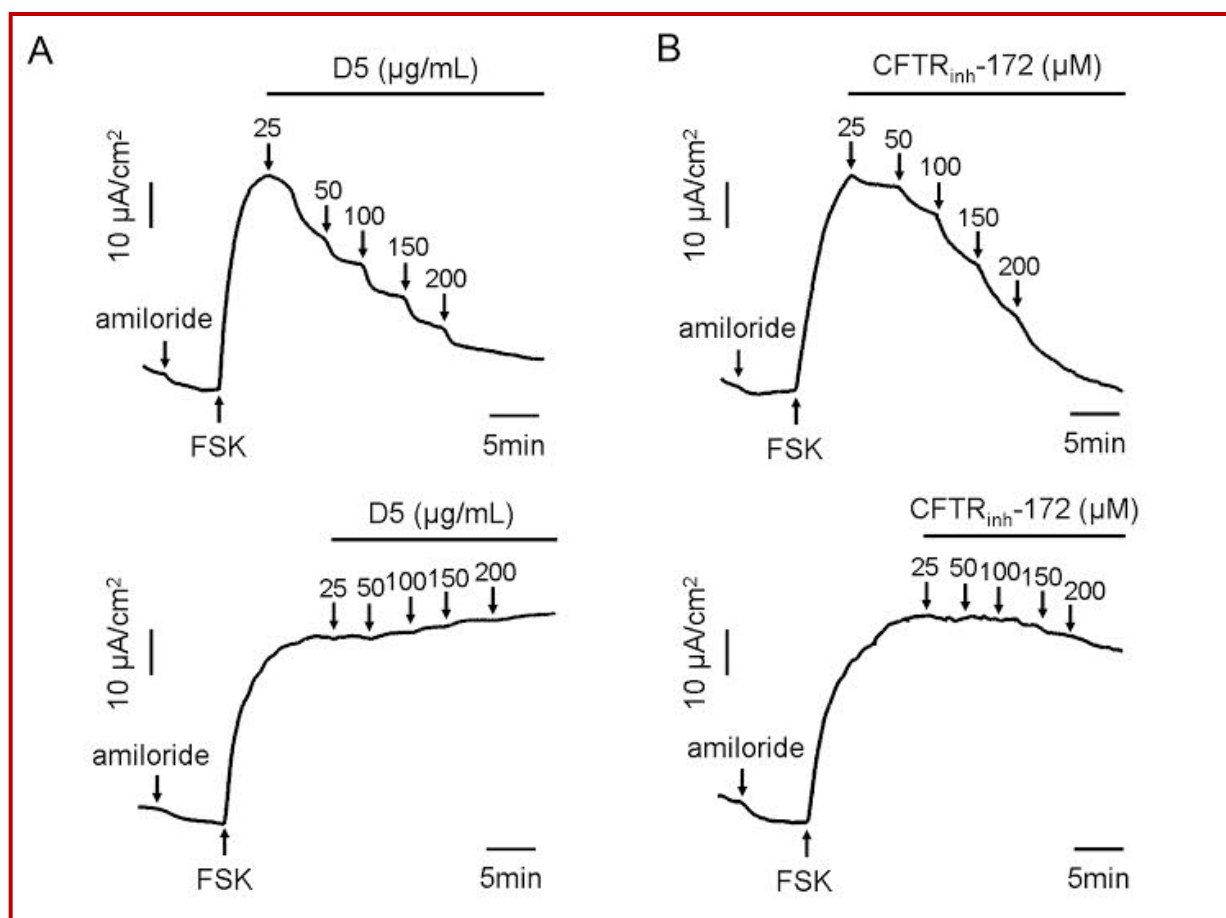 A
D5 (µg/mL)
25
50
100
150
200
10 µA/cm²
amiloride
FSK
5min
B
CFTRinh-172 (µM)
25
50
100
150
200
10 µA/cm²
amiloride
FSK
5min
D5 (µg/mL)
25 50 100 150 200
10 µA/cm²
amiloride
FSK
5min
CFTRinh-172 (µM)
25 50 100 150 200
10 µA/cm²
amiloride
FSK
5min